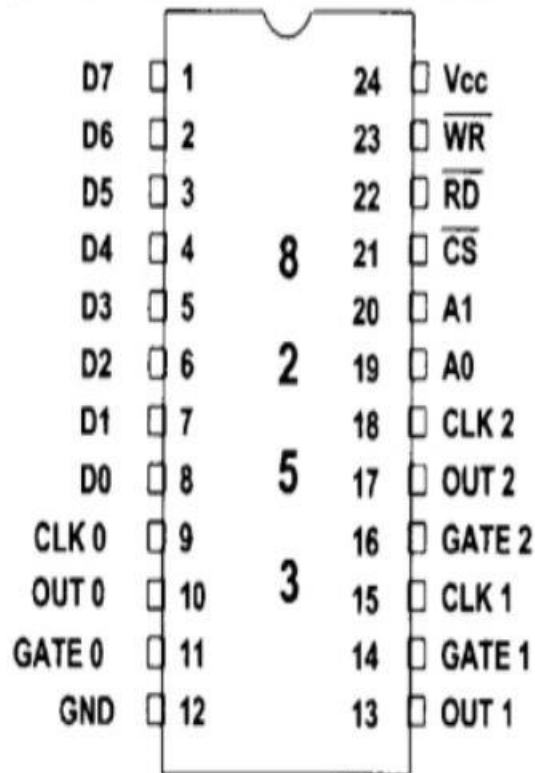 D7 1 24 Vcc
D6 2 23 WR
D5 3 22 RD
D4 4 21 CS
8
D3 5 20 A1
D2 6 19 A0
2
D1 7 18 CLK 2
D0 8 17 OUT 2
5
CLK 0 9 16 GATE 2
OUT 0 10 15 CLK 1
3
GATE 0 11 14 GATE 1
GND 12 13 OUT 1